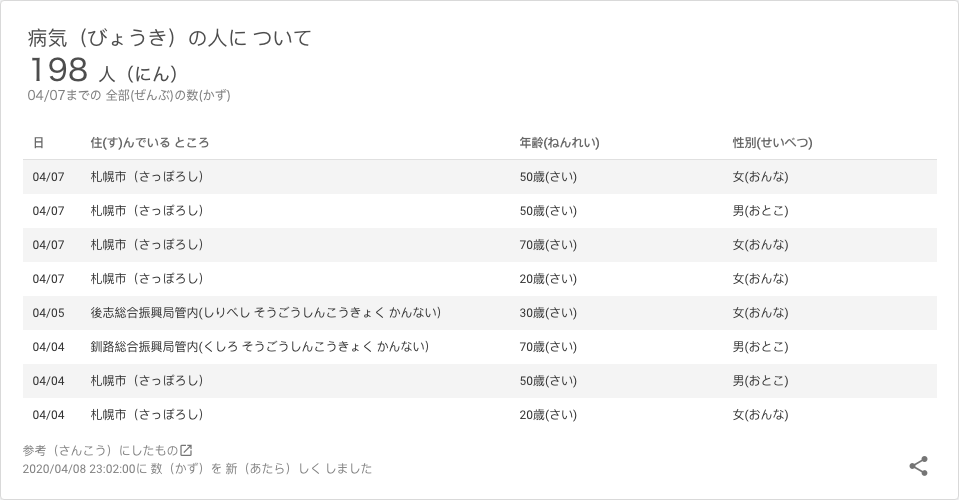 病気（びょうき）の人に ついて
198 人（にん）
04/07までの 全部(ぜんぶ)の数(かず)
日 住(す)んでいる ところ 年齢(ねんれい) 性別(せいべつ)
04/07 札幌市（さっぽろし） 50歳(さい) 女(おんな)
04/07 札幌市（さっぽろし） 50歳(さい) 男(おとこ)
04/07 札幌市（さっぽろし） 70歳(さい) 女(おんな)
04/07 札幌市（さっぽろし） 20歳(さい) 女(おんな)
04/05 後志総合振興局管内(しりべし そうごうしんこうきょく かんない） 30歳(さい) 女(おんな)
04/04 釧路総合振興局管内(くしろ そうごうしんこうきょく かんない） 70歳(さい) 男(おとこ)
04/04 札幌市（さっぽろし） 50歳(さい) 男(おとこ)
04/04 札幌市（さっぽろし） 20歳(さい) 女(おんな)
参考（さんこう）にしたもの
2020/04/08 23:02:00に 数（かず）を 新（あたら）しく しました